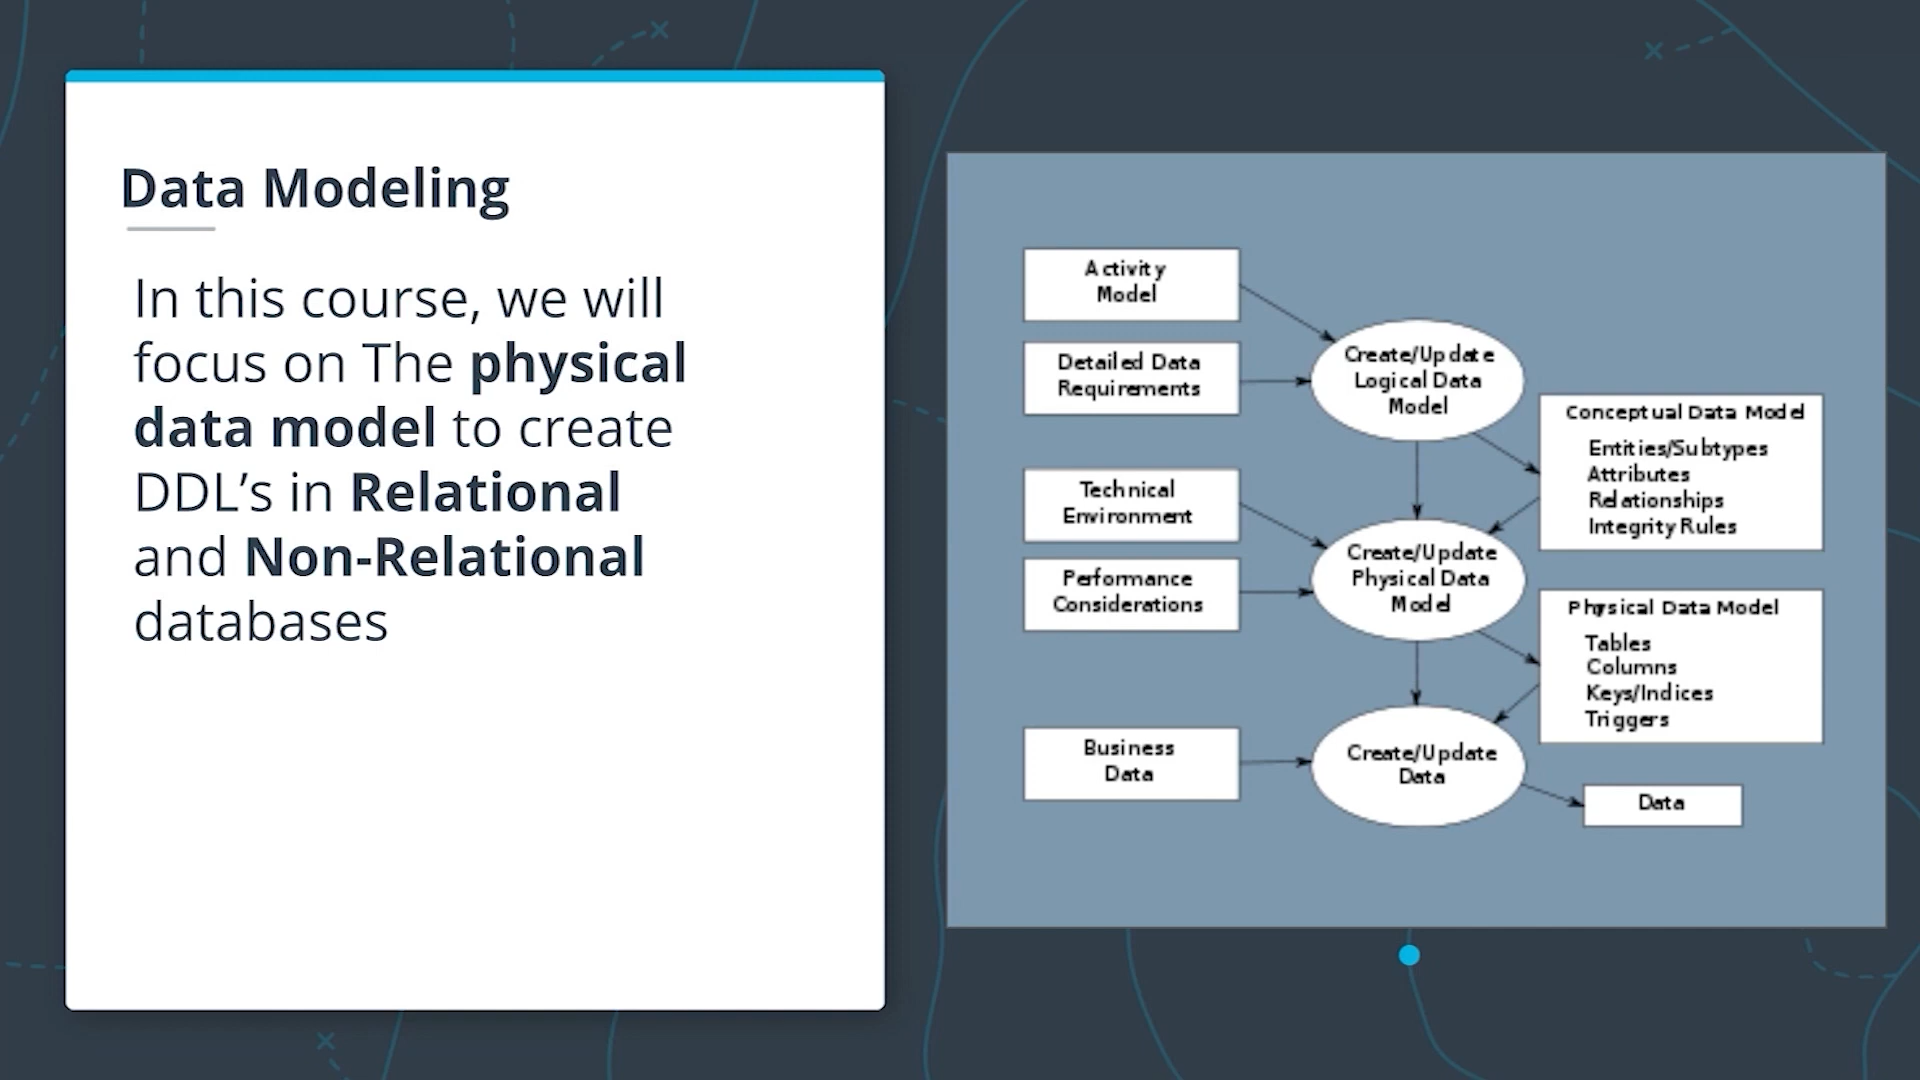 Data Modeling
In this course, we will
focus on The physical
data model to create
DDL’s in Relational
and Non-Relational
databases
Activity
Model
Detailed Data
Requirements
Create/Update
Logical Data
Model
Conceptual Data Model
Entities/Subtypes
Attributes
Relationships
Integrity Rules
Technical
Environment
Performance
Considerations
Create/Update
Physical Data
Model
Physical Data Model
Tables
Columns
Keys/Indices
Triggers
Business
Data
Create/Update
Data
Data